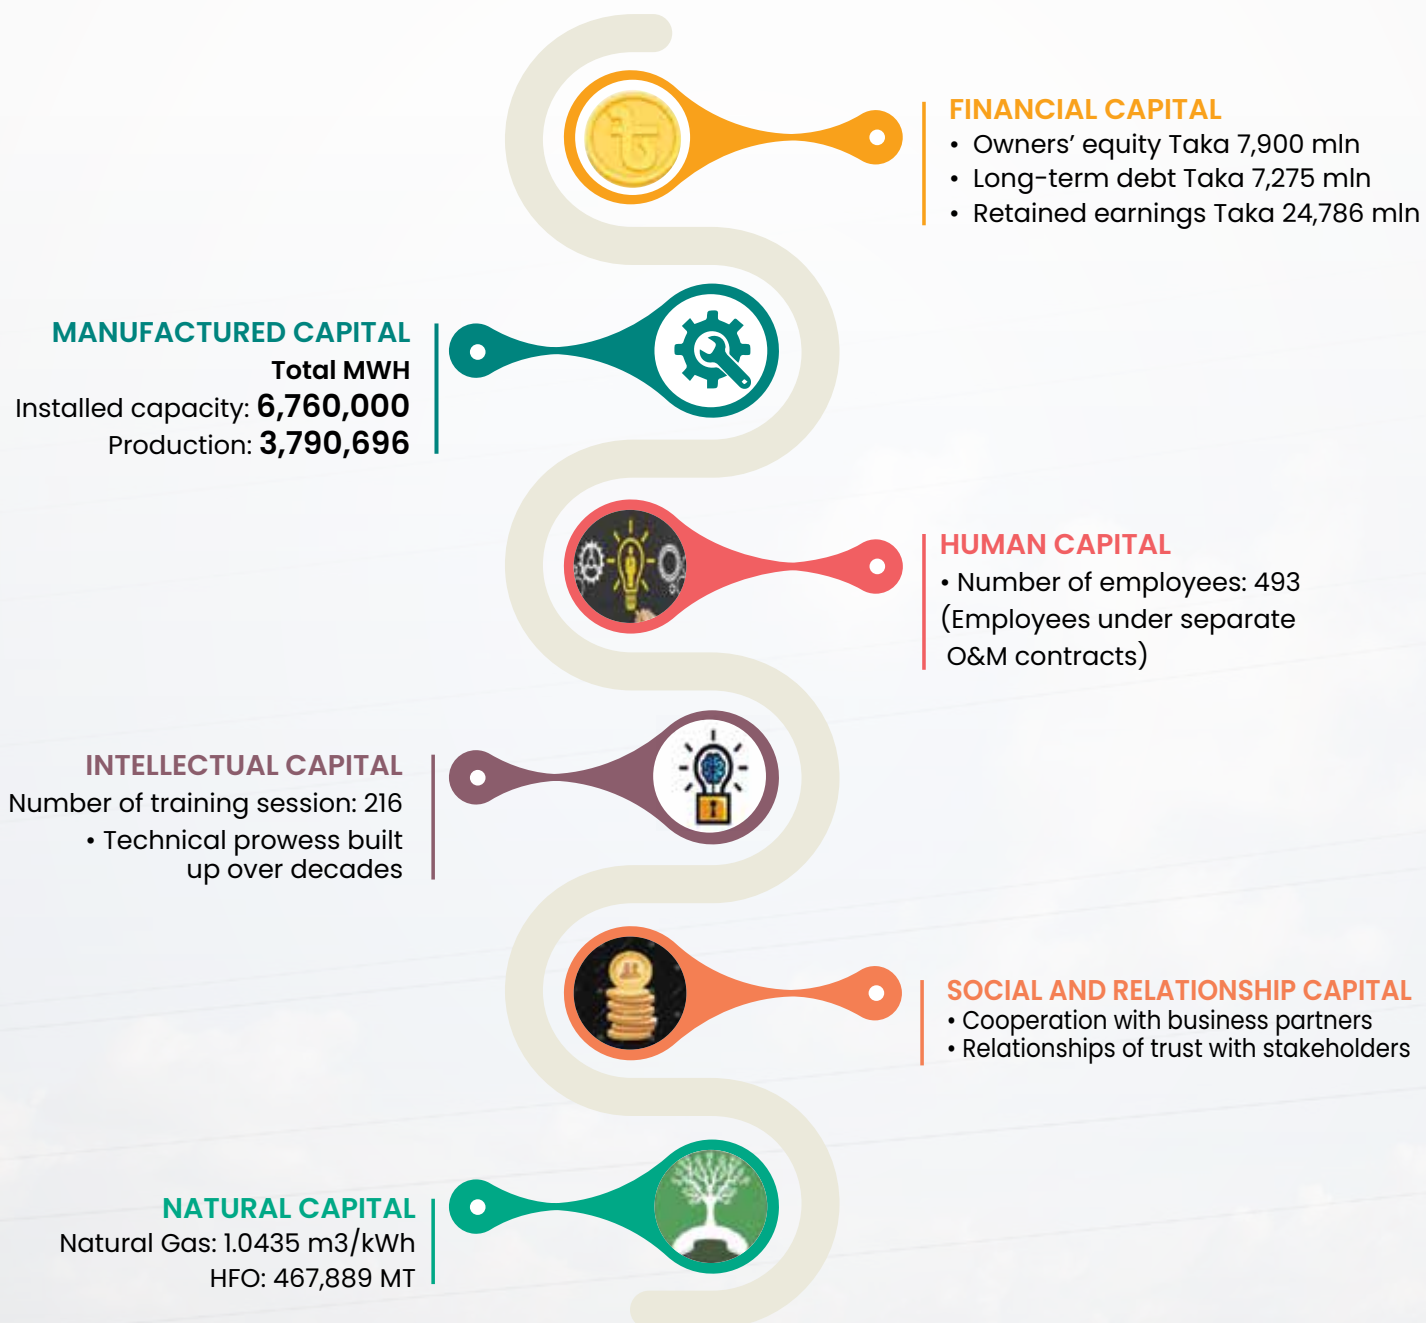 FINANCIAL CAPITAL
• Owners’ equity Taka 7,900 mln
• Long-term debt Taka 7,275 mln
• Retained earnings Taka 24,786 mln
MANUFACTURED CAPITAL
Total MWH
Installed capacity: 6,760,000
Production: 3,790,696
HUMAN CAPITAL
• Number of employees: 493
(Employees under separate
O&M contracts)
INTELLECTUAL CAPITAL
Number of training session: 216
• Technical prowess built
up over decades
SOCIAL AND RELATIONSHIP CAPITAL
• Cooperation with business partners
• Relationships of trust with stakeholders
NATURAL CAPITAL
Natural Gas: 1.0435 m3/kWh
HFO: 467,889 MT